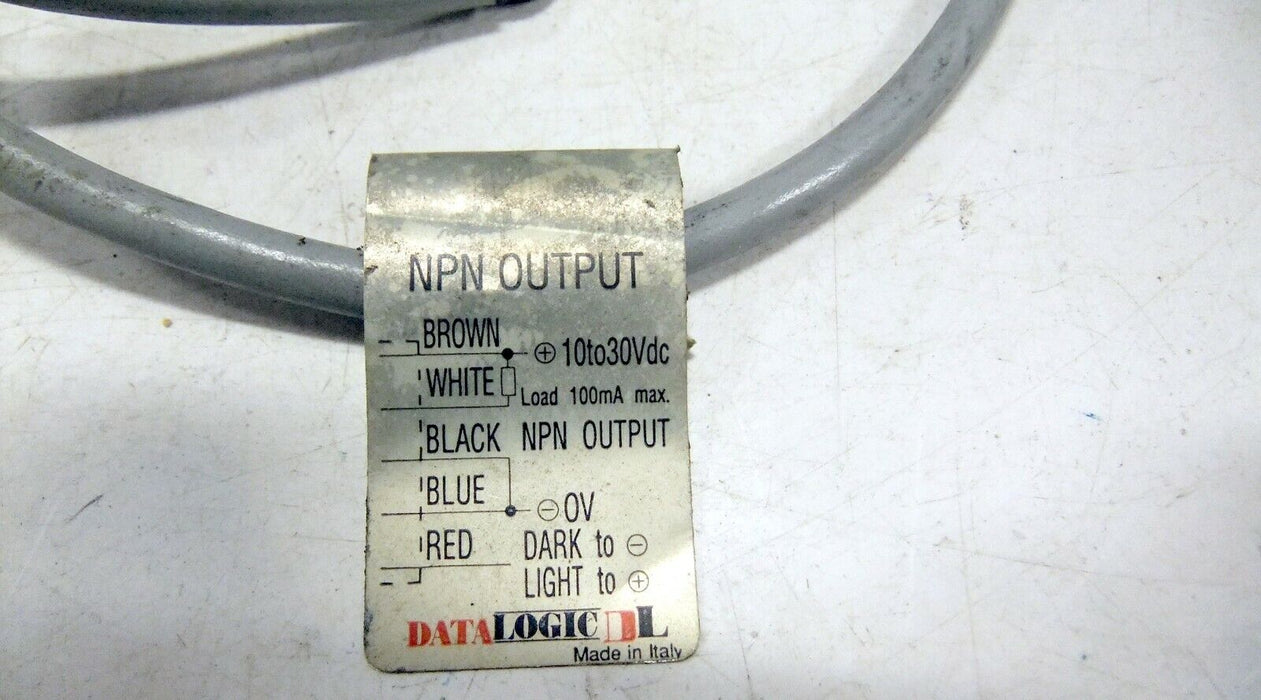 NPN OUTPUT
BROWN
⊕ 10to30Vdc
WHITE
Load 100mA max.
BLACK NPN OUTPUT
BLUE
⊖ 0V
RED DARK to ⊖
LIGHT to ⊕
DATALOGIC DL
Made in Italy